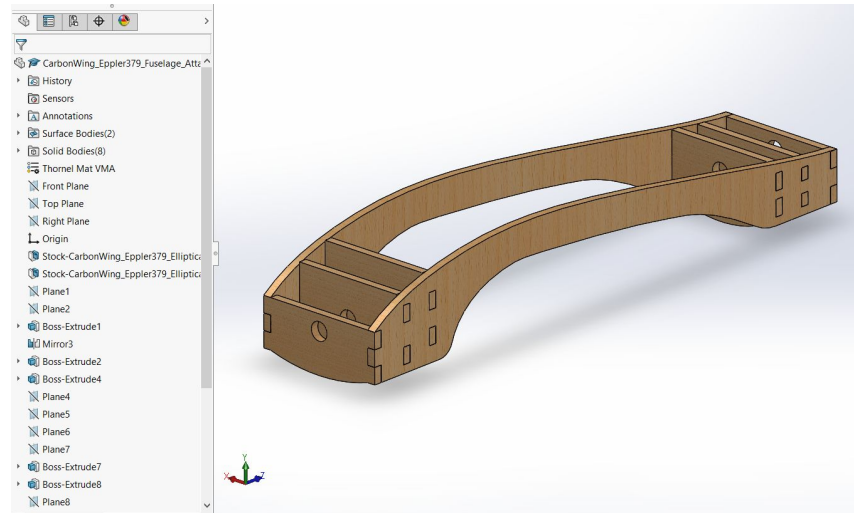 CarbonWing_Eppler379_Fuselage_Atta
History
Sensors
Annotations
Surface Bodies(2)
Solid Bodies(8)
Thornel Mat VMA
Front Plane
Top Plane
Right Plane
Origin
Stock-CarbonWing_Eppler379_Elliptica
Stock-CarbonWing_Eppler379_Elliptica
Plane1
Plane2
Boss-Extrude1
Mirror3
Boss-Extrude2
Boss-Extrude4
Plane4
Plane5
Plane6
Plane7
Boss-Extrude7
Boss-Extrude8
Plane8
Y
X
Z